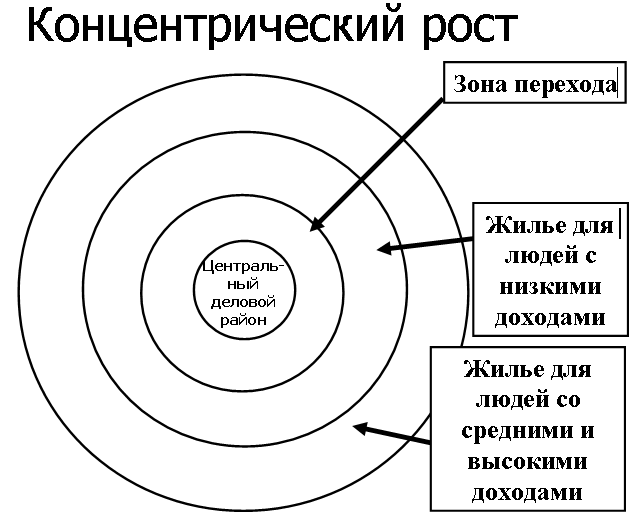 Концентрический рост
Зона перехода
Централь-
ный
деловой
район
Жилье для
людей с
низкими
доходами
Жилье для
людей со
средними и
высокими
доходами